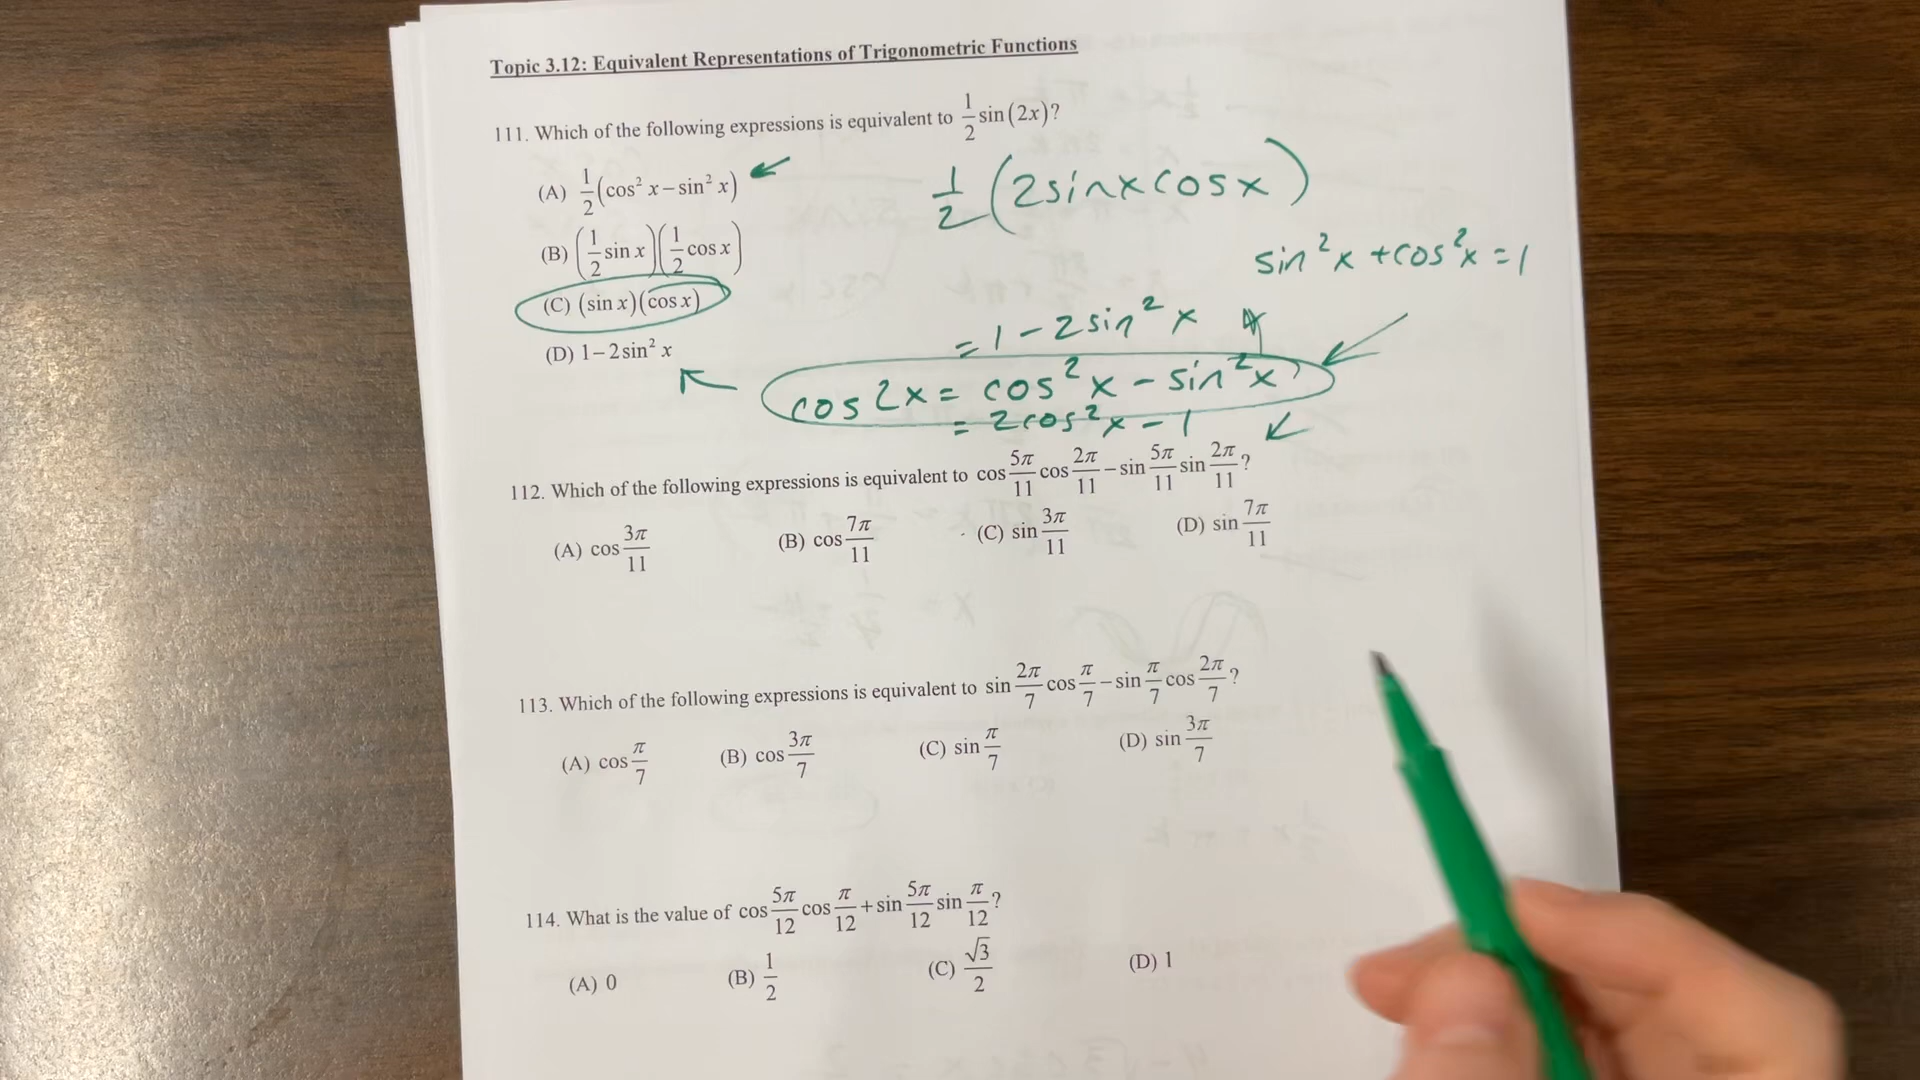 Topic 3.12: Equivalent Representations of Trigonometric Functions
111. Which of the following expressions is equivalent to 1/2 sin(2x)?
(A) 1/2(cos² x − sin² x)
1/2 (2sinxcosx)
(B) (1/2 sin x)(1/2 cos x)
sin²x + cos²x = 1
(C) (sin x)(cos x)
= 1 − 2sin²x
(D) 1 − 2 sin² x
cos2x = cos²x − sin²x
= 2cos²x − 1
112. Which of the following expressions is equivalent to cos 5π/11 cos 2π/11 − sin 5π/11 sin 2π/11?
(A) cos 3π/11 (B) cos 7π/11 (C) sin 3π/11 (D) sin 7π/11
113. Which of the following expressions is equivalent to sin 2π/7 cos π/7 − sin π/7 cos 2π/7?
(A) cos π/7 (B) cos 3π/7 (C) sin π/7 (D) sin 3π/7
114. What is the value of cos 5π/12 cos π/12 + sin 5π/12 sin π/12?
(A) 0 (B) 1/2 (C) √3/2 (D) 1